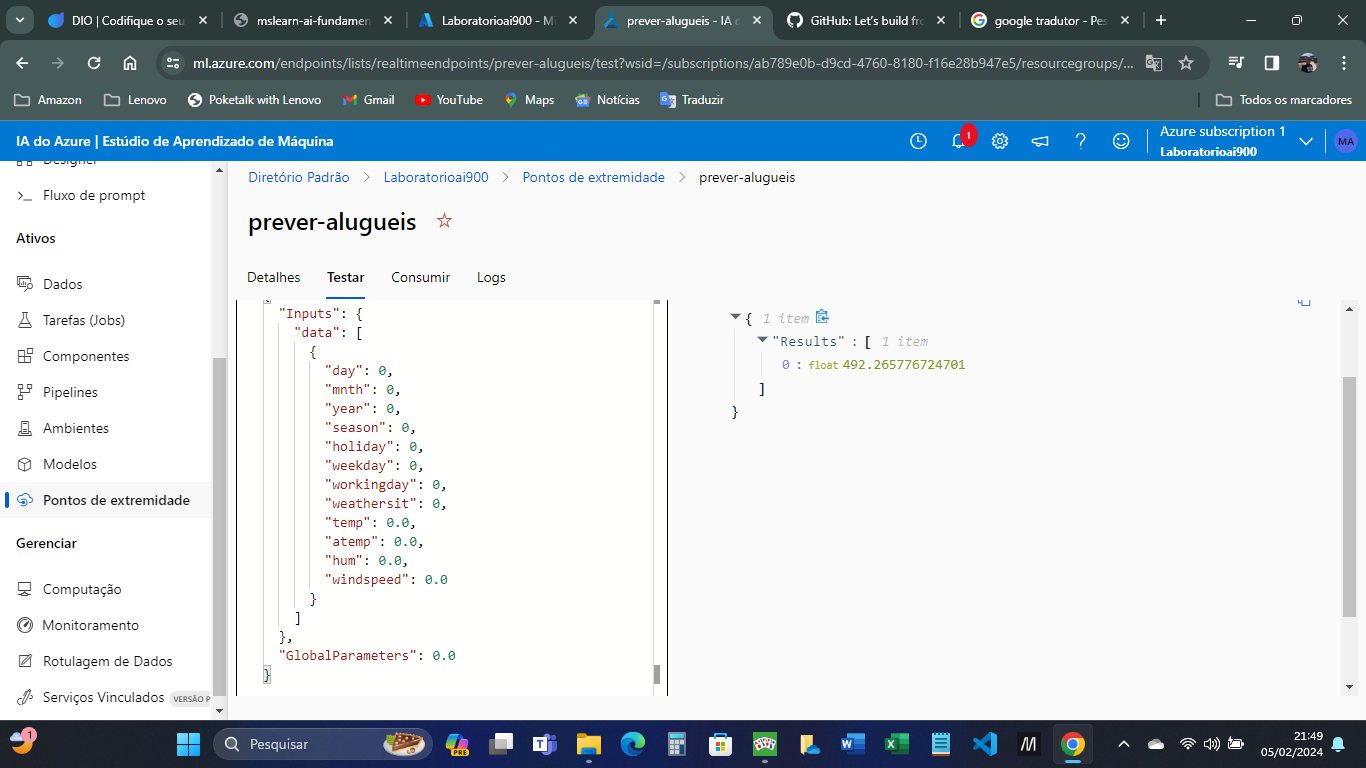 DIO | Codifique o seu
mslearn-ai-fundamen
Laboratorioai900 - Mi
prever-alugueis - IA d
GitHub: Let's build fro
google tradutor - Pes
ml.azure.com/endpoints/lists/realtimeendpoints/prever-alugueis/test?wsid=/subscriptions/ab789e0b-d9cd-4760-8180-f16e28b947e5/resourcegroups/...
Amazon
Lenovo
Poketalk with Lenovo
Gmail
YouTube
Maps
Notícias
Traduzir
Todos os marcadores
IA do Azure | Estúdio de Aprendizado de Máquina
1
Azure subscription 1
Laboratorioai900
MA
Designer
Fluxo de prompt
Ativos
Dados
Tarefas (Jobs)
Componentes
Pipelines
Ambientes
Modelos
Pontos de extremidade
Gerenciar
Computação
Monitoramento
Rotulagem de Dados
Serviços Vinculados VERSÃO P
Diretório Padrão > Laboratorioai900 > Pontos de extremidade > prever-alugueis
prever-alugueis
Detalhes Testar Consumir Logs
{
"Inputs": {
"data": [
{
"day": 0,
"mnth": 0,
"year": 0,
"season": 0,
"holiday": 0,
"weekday": 0,
"workingday": 0,
"weathersit": 0,
"temp": 0.0,
"atemp": 0.0,
"hum": 0.0,
"windspeed": 0.0
}
]
},
"GlobalParameters": 0.0
}
{ 1 item
"Results" : [ 1 item
0 : float 492.265776724701
]
}
1
Pesquisar
PRE
21:49
05/02/2024